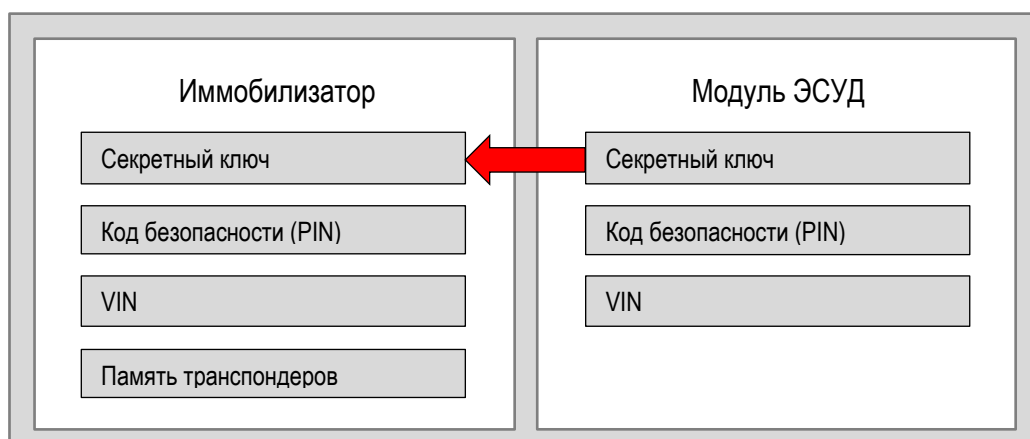 Иммобилизатор
Секретный ключ
Код безопасности (PIN)
VIN
Память транспондеров
Модуль ЭСУД
Секретный ключ
Код безопасности (PIN)
VIN